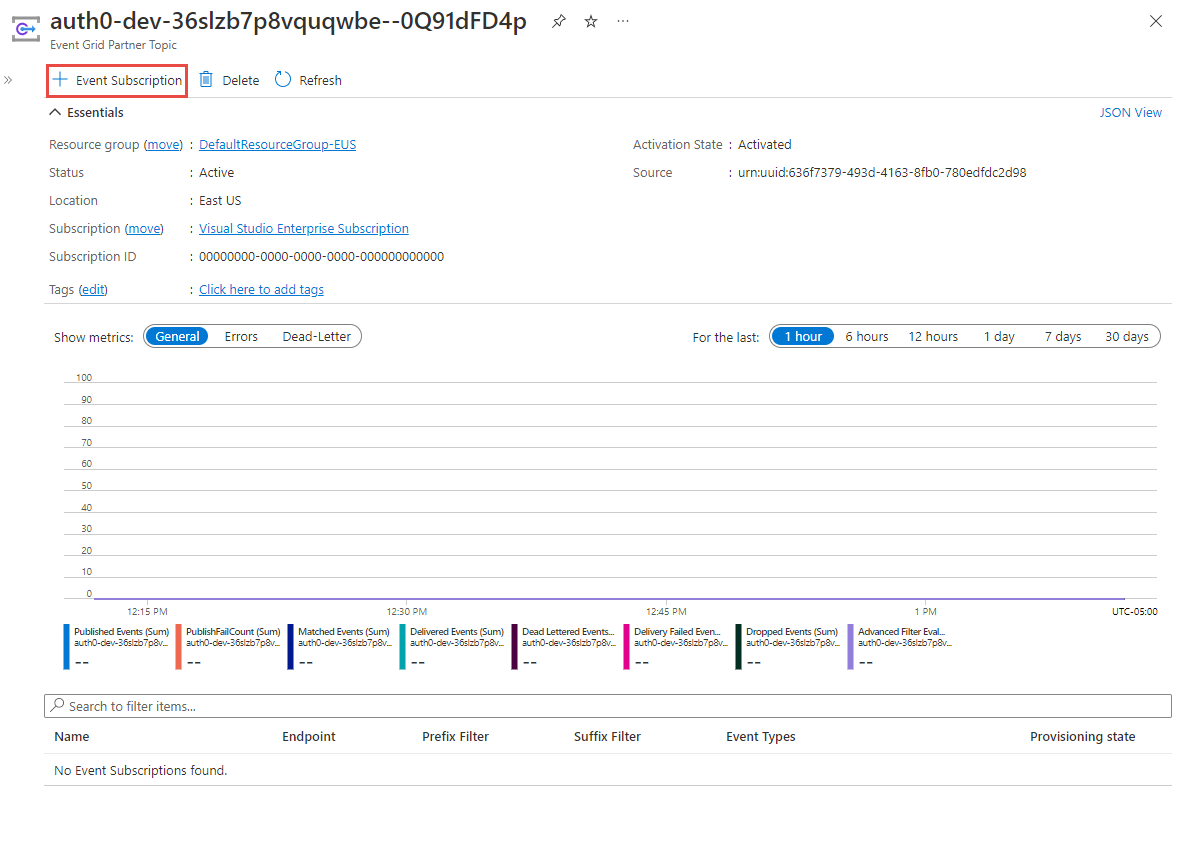 auth0-dev-36slzb7p8vquqwbe--0Q91dFD4p
Event Grid Partner Topic
Event Subscription Delete Refresh
Essentials JSON View
Resource group (move) : DefaultResourceGroup-EUS Activation State : Activated
Status : Active Source : urn:uuid:636f7379-493d-4163-8fb0-780edfdc2d98
Location : East US
Subscription (move) : Visual Studio Enterprise Subscription
Subscription ID : 00000000-0000-0000-0000-000000000000
Tags (edit) : Click here to add tags
Show metrics: General Errors Dead-Letter For the last: 1 hour 6 hours 12 hours 1 day 7 days 30 days
100
90
80
70
60
50
40
30
20
10
0
12:15 PM 12:30 PM 12:45 PM 1 PM UTC-05:00
Published Events (Sum) PublishFailCount (Sum) Matched Events (Sum) Delivered Events (Sum) Dead Lettered Events... Delivery Failed Even... Dropped Events (Sum) Advanced Filter Eval...
auth0-dev-36slzb7p8v... auth0-dev-36slzb7p8v... auth0-dev-36slzb7p8v... auth0-dev-36slzb7p8v... auth0-dev-36slzb7p8v... auth0-dev-36slzb7p8v... auth0-dev-36slzb7p8v... auth0-dev-36slzb7p8v...
-- -- -- -- -- -- -- --
Search to filter items...
Name Endpoint Prefix Filter Suffix Filter Event Types Provisioning state
No Event Subscriptions found.